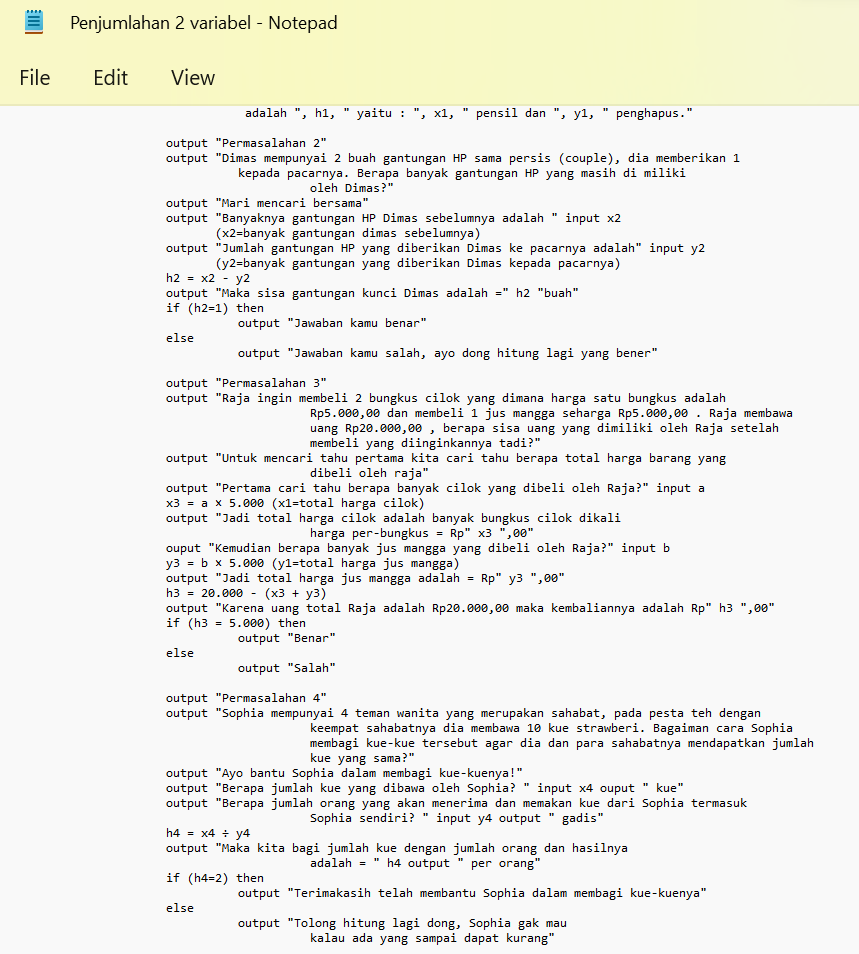 Penjumlahan 2 variabel - Notepad
File Edit View
adalah ", h1, " yaitu : ", x1, " pensil dan ", y1, " penghapus."
output "Permasalahan 2"
output "Dimas mempunyai 2 buah gantungan HP sama persis (couple), dia memberikan 1
kepada pacarnya. Berapa banyak gantungan HP yang masih di miliki
oleh Dimas?"
output "Mari mencari bersama"
output "Banyaknya gantungan HP Dimas sebelumnya adalah " input x2
(x2=banyak gantungan dimas sebelumnya)
output "Jumlah gantungan HP yang diberikan Dimas ke pacarnya adalah" input y2
(y2=banyak gantungan yang diberikan Dimas kepada pacarnya)
h2 = x2 - y2
output "Maka sisa gantungan kunci Dimas adalah =" h2 "buah"
if (h2=1) then
output "Jawaban kamu benar"
else
output "Jawaban kamu salah, ayo dong hitung lagi yang bener"
output "Permasalahan 3"
output "Raja ingin membeli 2 bungkus cilok yang dimana harga satu bungkus adalah
Rp5.000,00 dan membeli 1 jus mangga seharga Rp5.000,00 . Raja membawa
uang Rp20.000,00 , berapa sisa uang yang dimiliki oleh Raja setelah
membeli yang diinginkannya tadi?"
output "Untuk mencari tahu pertama kita cari tahu berapa total harga barang yang
dibeli oleh raja"
output "Pertama cari tahu berapa banyak cilok yang dibeli oleh Raja?" input a
x3 = a × 5.000 (x1=total harga cilok)
output "Jadi total harga cilok adalah banyak bungkus cilok dikali
harga per-bungkus = Rp" x3 ",00"
ouput "Kemudian berapa banyak jus mangga yang dibeli oleh Raja?" input b
y3 = b × 5.000 (y1=total harga jus mangga)
output "Jadi total harga jus mangga adalah = Rp" y3 ",00"
h3 = 20.000 - (x3 + y3)
output "Karena uang total Raja adalah Rp20.000,00 maka kembaliannya adalah Rp" h3 ",00"
if (h3 = 5.000) then
output "Benar"
else
output "Salah"
output "Permasalahan 4"
output "Sophia mempunyai 4 teman wanita yang merupakan sahabat, pada pesta teh dengan
keempat sahabatnya dia membawa 10 kue strawberi. Bagaiman cara Sophia
membagi kue-kue tersebut agar dia dan para sahabatnya mendapatkan jumlah
kue yang sama?"
output "Ayo bantu Sophia dalam membagi kue-kuenya!"
output "Berapa jumlah kue yang dibawa oleh Sophia? " input x4 ouput " kue"
output "Berapa jumlah orang yang akan menerima dan memakan kue dari Sophia termasuk
Sophia sendiri? " input y4 output " gadis"
h4 = x4 ÷ y4
output "Maka kita bagi jumlah kue dengan jumlah orang dan hasilnya
adalah = " h4 output " per orang"
if (h4=2) then
output "Terimakasih telah membantu Sophia dalam membagi kue-kuenya"
else
output "Tolong hitung lagi dong, Sophia gak mau
kalau ada yang sampai dapat kurang"